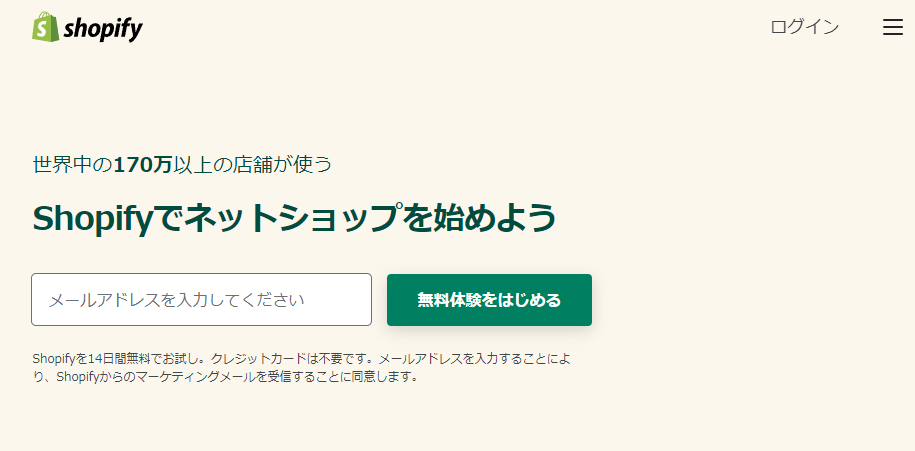 shopify
ログイン
世界中の170万以上の店舗が使う
Shopifyでネットショップを始めよう
メールアドレスを入力してください
無料体験をはじめる
Shopifyを14日間無料でお試し。クレジットカードは不要です。メールアドレスを入力することによ
り、Shopifyからのマーケティングメールを受信することに同意します。